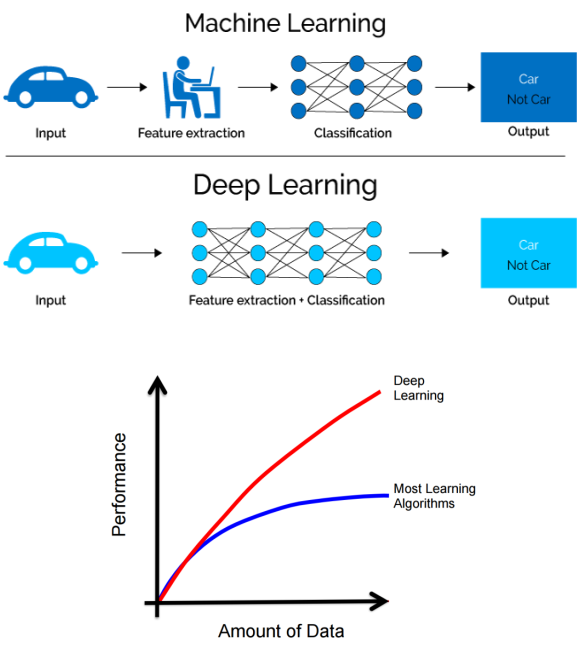 Machine Learning
Input
Feature extraction
Classification
Car
Not Car
Output
Deep Learning
Input
Feature extraction + Classification
Car
Not Car
Output
Deep
Learning
Most Learning
Algorithms
Performance
Amount of Data